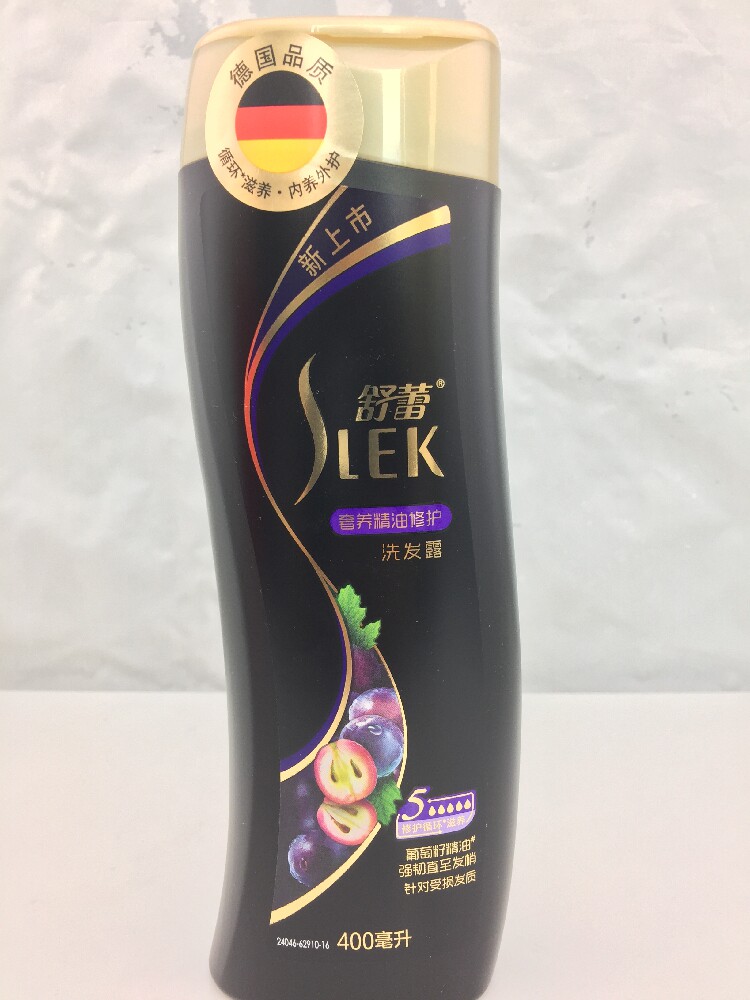 德国品质
循环*滋养·内养外护
新上市
舒蕾®
SLEK
奢养精油修护
洗发露
5
修护循环*滋养
葡萄籽精油#
强韧直至发梢
针对受损发质
24046-62910-16 400毫升